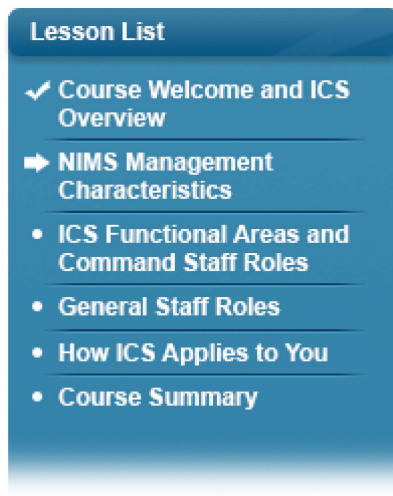 Lesson List
Course Welcome and ICS
Overview
NIMS Management
Characteristics
ICS Functional Areas and
Command Staff Roles
General Staff Roles
How ICS Applies to You
Course Summary